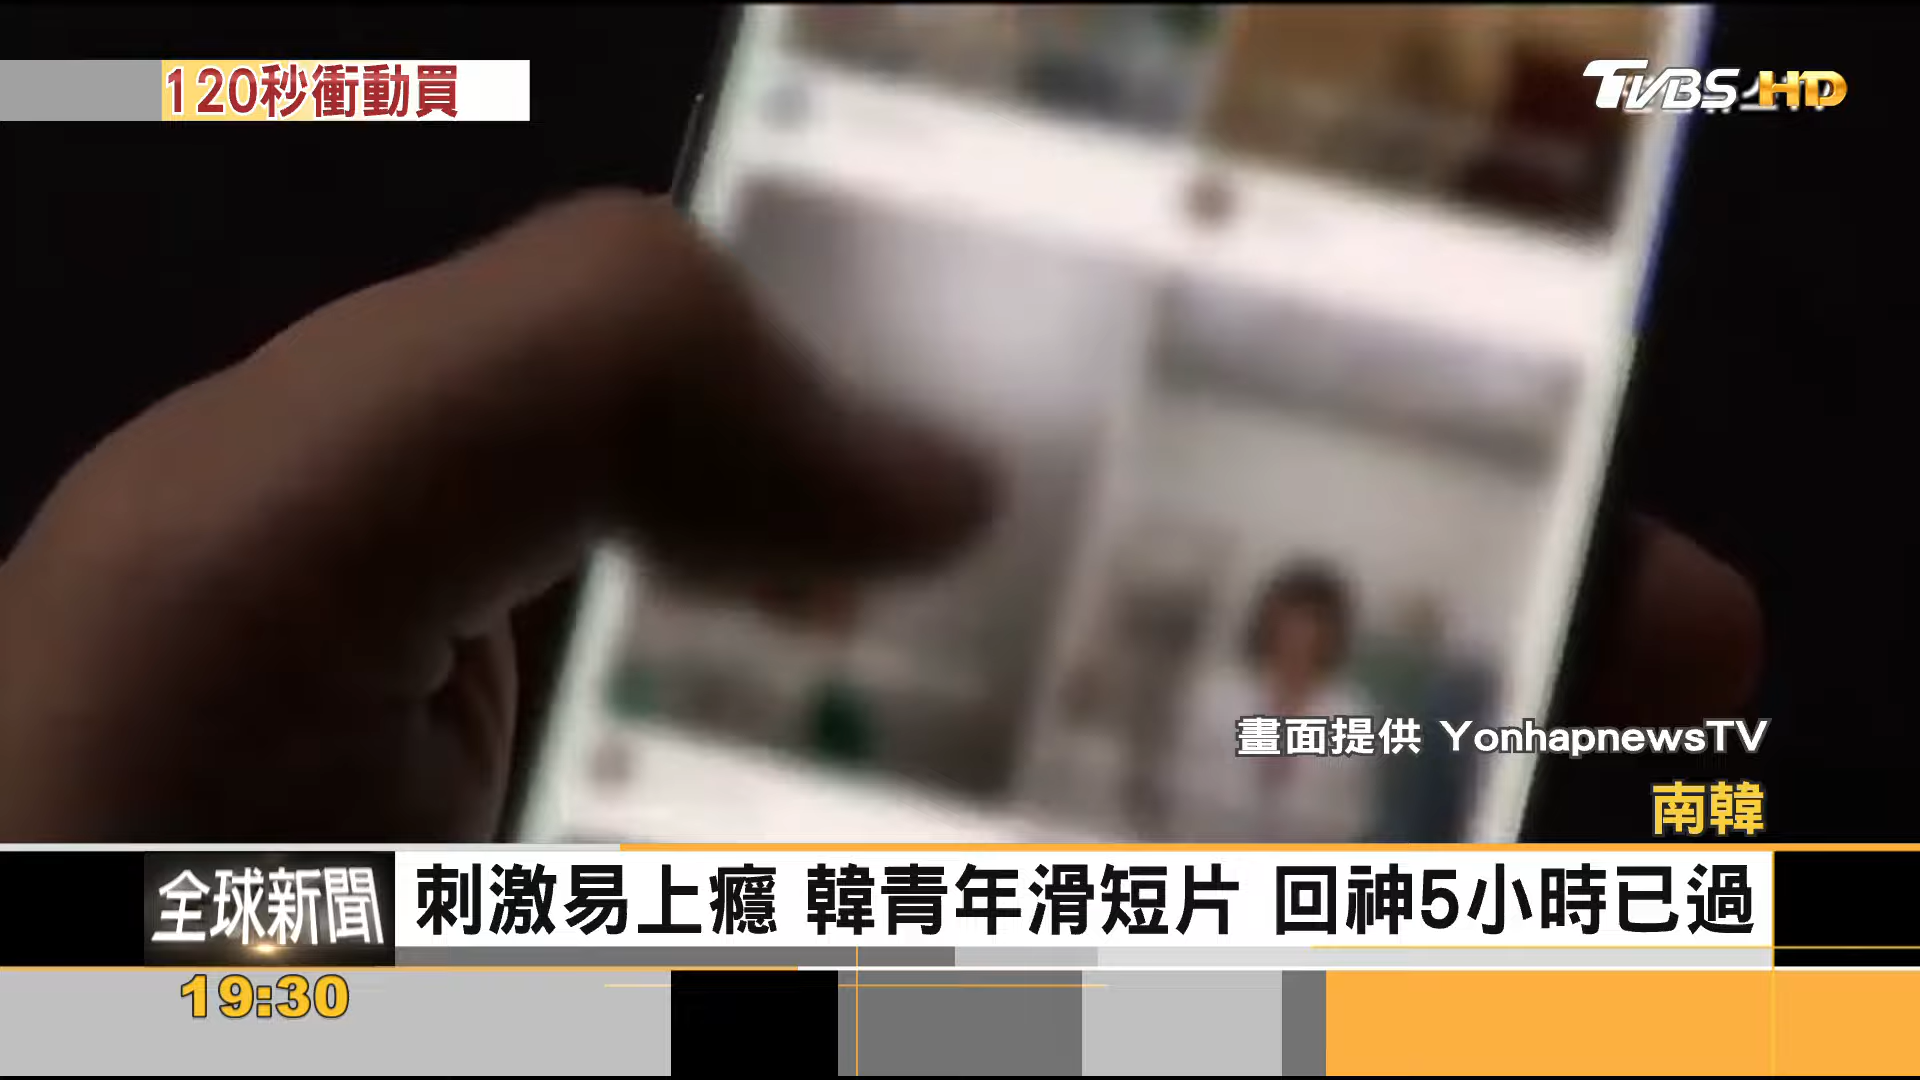 120秒衝動買
TVBS HD
畫面提供 YonhapnewsTV
南韓
全球新聞
刺激易上癮 韓青年滑短片 回神5小時已過
19:30